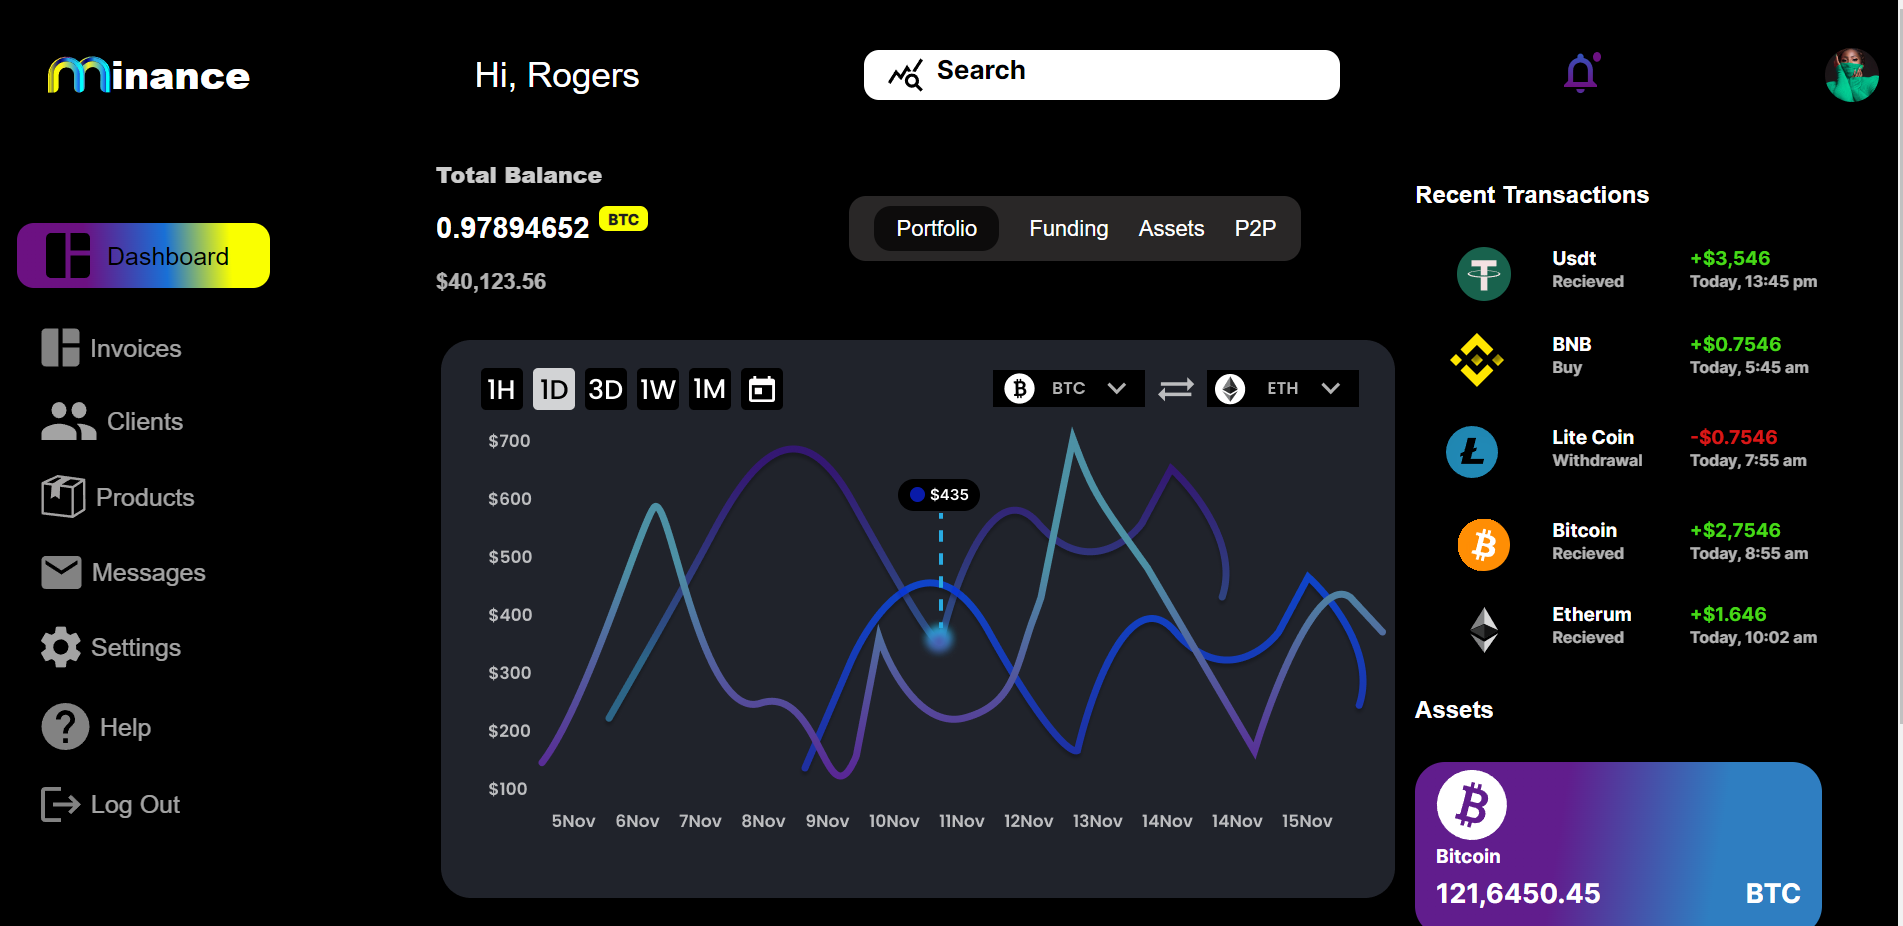 Minance
Hi, Rogers
Search
Dashboard
Invoices
Clients
Products
Messages
Settings
Help
Log Out
Total Balance
0.97894652 BTC
$40,123.56
Portfolio Funding Assets P2P
1H 1D 3D 1W 1M
BTC ETH
$700
$600
$500
$400
$300
$200
$100
$435
5Nov 6Nov 7Nov 8Nov 9Nov 10Nov 11Nov 12Nov 13Nov 14Nov 14Nov 15Nov
Recent Transactions
Usdt +$3,546
Recieved Today, 13:45 pm
BNB +$0.7546
Buy Today, 5:45 am
Lite Coin -$0.7546
Withdrawal Today, 7:55 am
Bitcoin +$2,7546
Recieved Today, 8:55 am
Etherum +$1.646
Recieved Today, 10:02 am
Assets
Bitcoin
121,6450.45 BTC